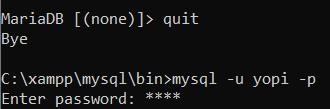 MariaDB [(none)]> quit
Bye
C:\xampp\mysql\bin>mysql -u yopi -p
Enter password: ****